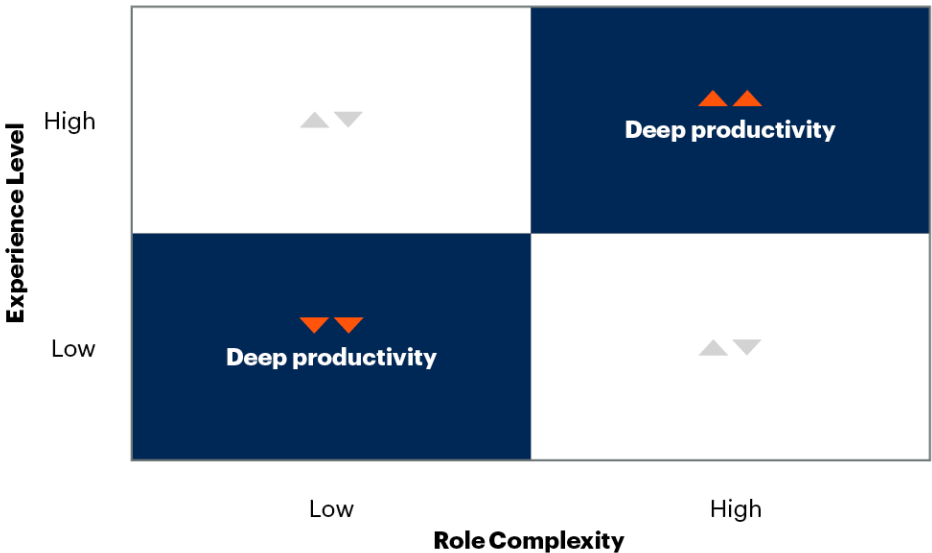 Experience Level
High
Deep productivity
Low
Deep productivity
Low
High
Role Complexity